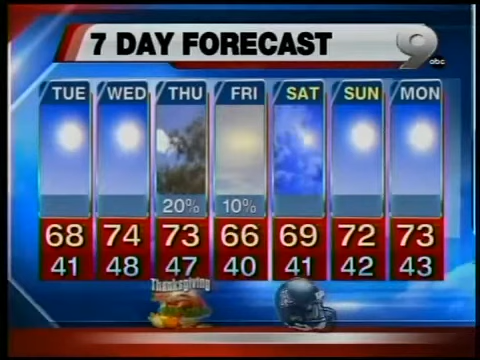 7 DAY FORECAST
9
abc
TUE WED THU FRI SAT SUN MON
20% 10%
68 74 73 66 69 72 73
41 48 47 40 41 42 43
Thanksgiving